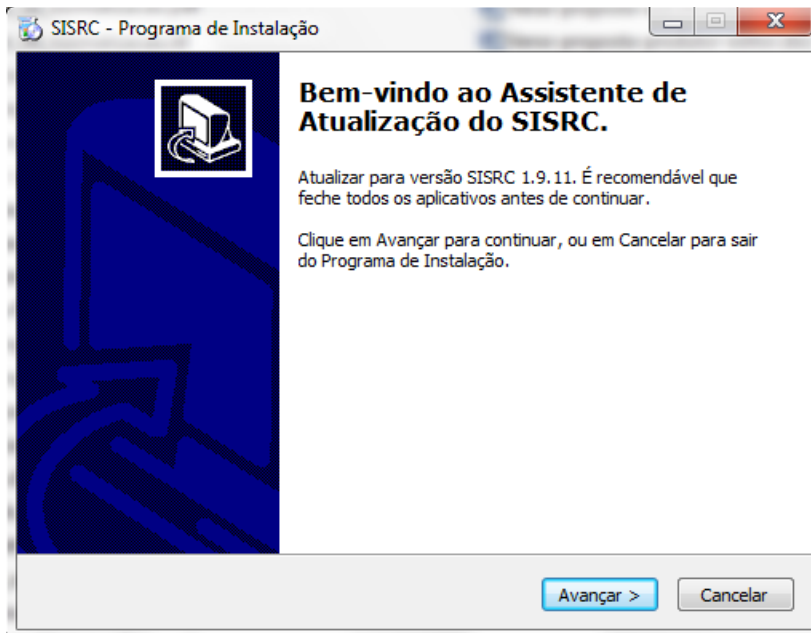 SISRC - Programa de Instalação
Bem-vindo ao Assistente de
Atualização do SISRC.
Atualizar para versão SISRC 1.9.11. É recomendável que
feche todos os aplicativos antes de continuar.
Clique em Avançar para continuar, ou em Cancelar para sair
do Programa de Instalação.
Avançar >
Cancelar